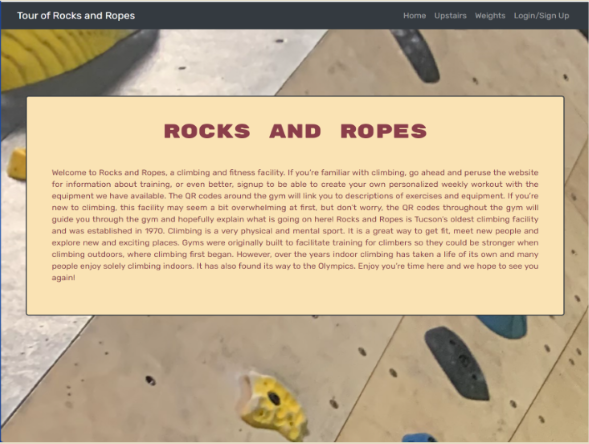 Tour of Rocks and Ropes Home Upstairs Weights Login/Sign Up
ROCKS AND ROPES
Welcome to Rocks and Ropes, a climbing and fitness facility. If you're familiar with climbing, go ahead and peruse the website
for information about training, or even better, signup to be able to create your own personalized weekly workout with the
equipment we have available. The QR codes around the gym will link you to descriptions of exercises and equipment. If you're
new to climbing, this facility may seem a bit overwhelming at first, but don't worry, the QR codes throughout the gym will
guide you through the gym and hopefully explain what is going on here! Rocks and Ropes is Tucson's oldest climbing facility
and was established in 1970. Climbing is a very physical and mental sport. It is a great way to get fit, meet new people and
explore new and exciting places. Gyms were originally built to facilitate training for climbers so they could be stronger when
climbing outdoors, where climbing first began. However, over the years indoor climbing has taken a life of its own and many
people enjoy solely climbing indoors. It has also found its way to the Olympics. Enjoy you're time here and we hope to see you
again!